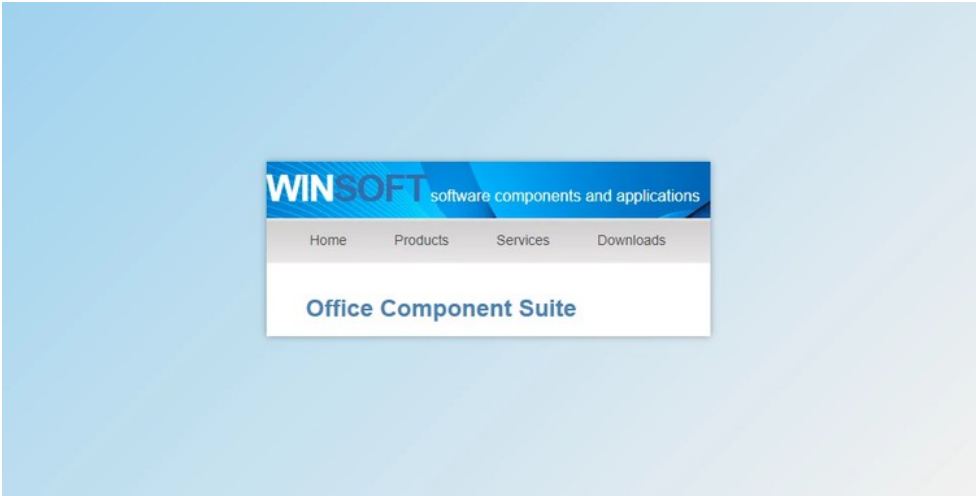 WINSOFT software components and applications
Home Products Services Downloads
Office Component Suite